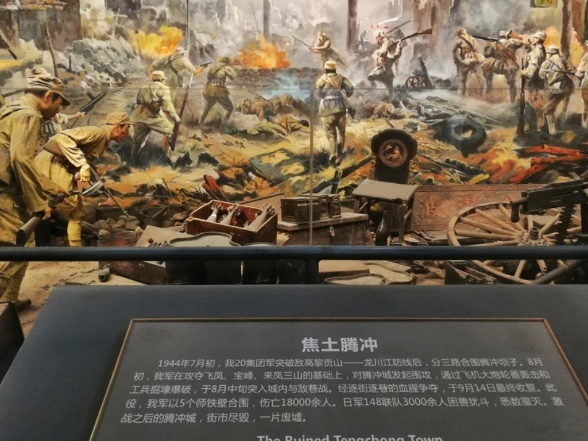 焦土腾冲
1944年7月初，我20集团军突破敌高黎贡山——龙川江防线后，分三路合围腾冲坝子。8月
初，我军在攻夺飞凤、宝峰、来凤三山的基础上，对腾冲城发起围攻，通过飞机大炮轮番轰击和
工兵掘壕爆破，于8月中旬突入城内与敌巷战。经逐街逐巷的血腥争夺，于9月14日最终收复。此
役，我军以5个师铁壁合围，伤亡18000余人。日军148联队3000余人困兽犹斗，悉数覆灭。激
战之后的腾冲城，街市尽毁，一片废墟。
The Ruined Tengchong Town